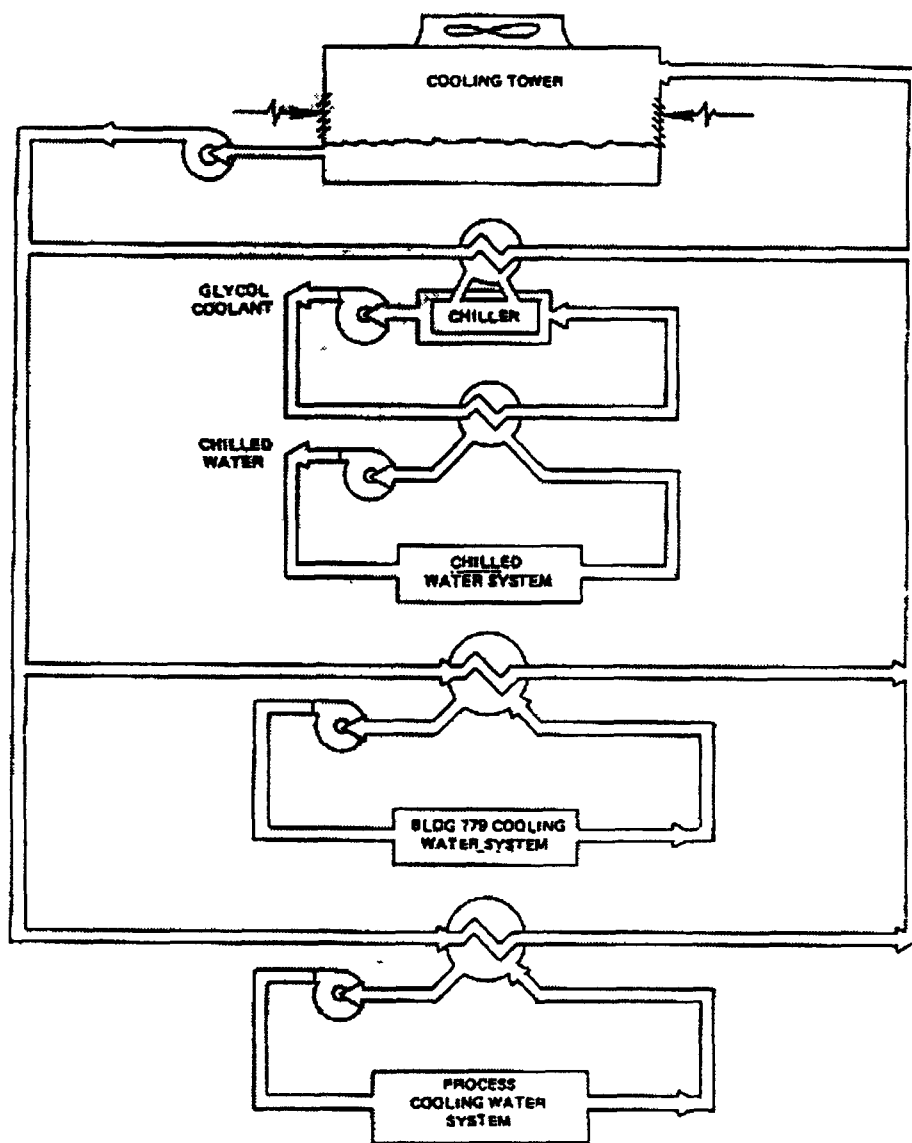 COOLING TOWER
GLYCOL
COOLANT
CHILLER
CHILLED
WATER
CHILLED
WATER SYSTEM
BLDG 779 COOLING
WATER SYSTEM
PROCESS
COOLING WATER
SYSTEM